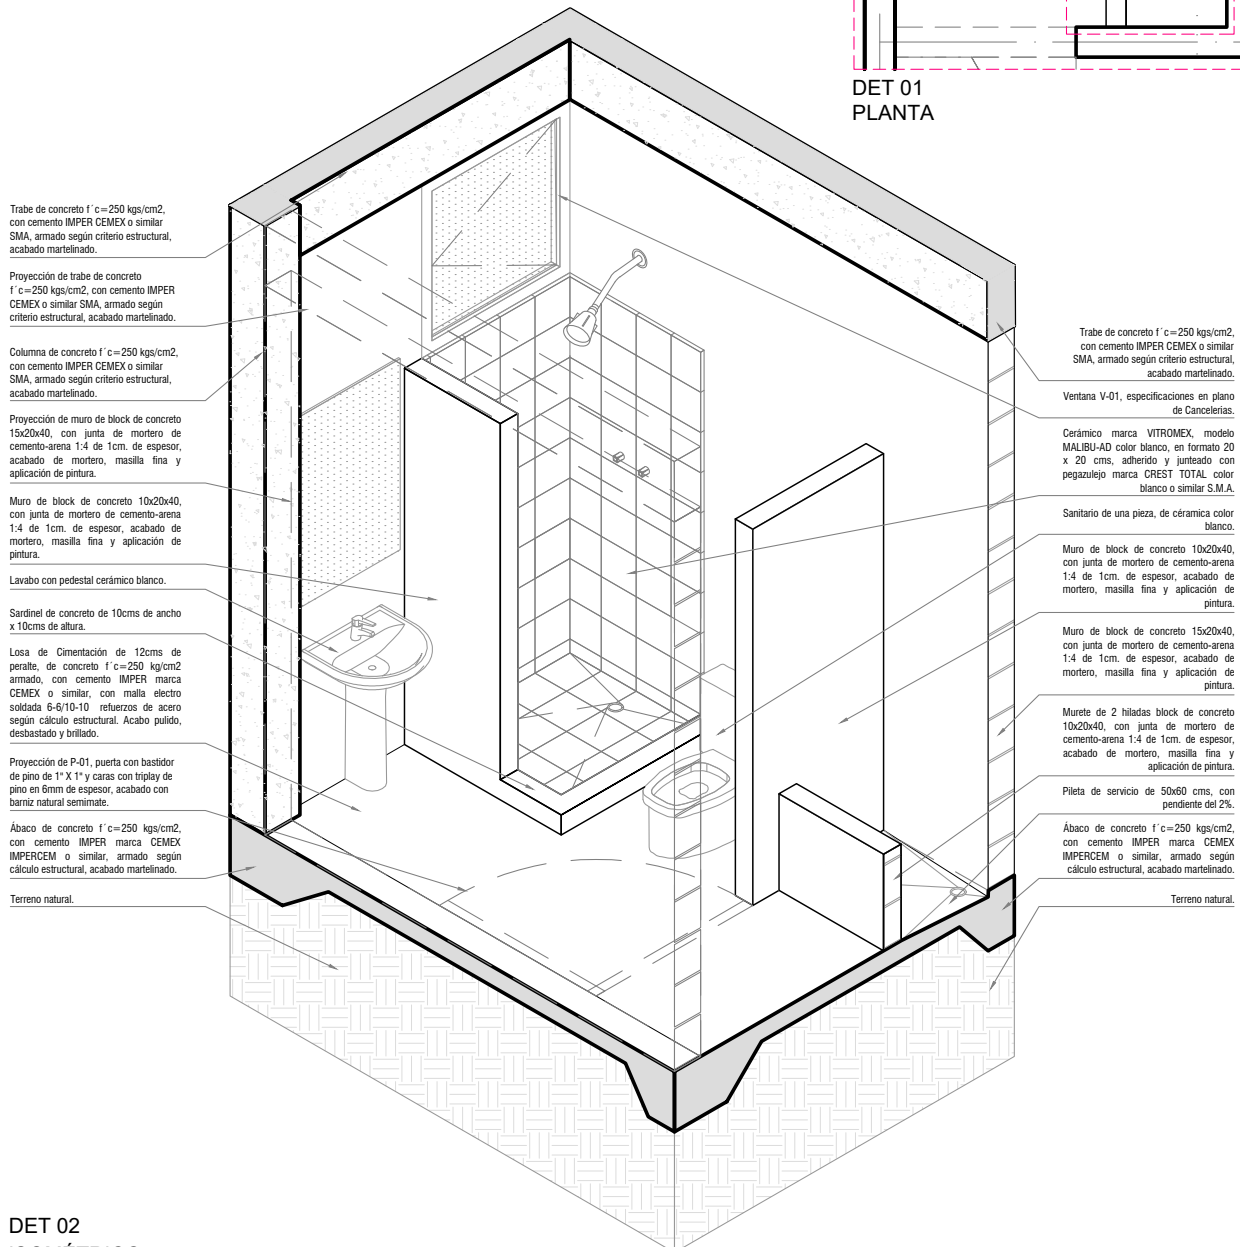 DET 01
PLANTA
Trabe de concreto f´c=250 kgs/cm2,
con cemento IMPER CEMEX o similar
SMA, armado según criterio estructural,
acabado martelinado.
Proyección de trabe de concreto
f´c=250 kgs/cm2, con cemento IMPER
CEMEX o similar SMA, armado según
criterio estructural, acabado martelinado.
Columna de concreto f´c=250 kgs/cm2,
con cemento IMPER CEMEX o similar
SMA, armado según criterio estructural,
acabado martelinado.
Proyección de muro de block de concreto
15x20x40, con junta de mortero de
cemento-arena 1:4 de 1cm. de espesor,
acabado de mortero, masilla fina y
aplicación de pintura.
Muro de block de concreto 10x20x40,
con junta de mortero de cemento-arena
1:4 de 1cm. de espesor, acabado de
mortero, masilla fina y aplicación de
pintura.
Lavabo con pedestal cerámico blanco.
Sardinel de concreto de 10cms de ancho
x 10cms de altura.
Losa de Cimentación de 12cms de
peralte, de concreto f´c=250 kg/cm2
armado, con cemento IMPER marca
CEMEX o similar, con malla electro
soldada 6-6/10-10 refuerzos de acero
según cálculo estructural. Acabo pulido,
desbastado y brillado.
Proyección de P-01, puerta con bastidor
de pino de 1" X 1" y caras con triplay de
pino en 6mm de espesor, acabado con
barniz natural semimate.
Ábaco de concreto f´c=250 kgs/cm2,
con cemento IMPER marca CEMEX
IMPERCEM o similar, armado según
cálculo estructural, acabado martelinado.
Terreno natural.
Trabe de concreto f´c=250 kgs/cm2,
con cemento IMPER CEMEX o similar
SMA, armado según criterio estructural,
acabado martelinado.
Ventana V-01, especificaciones en plano
de Cancelerias.
Cerámico marca VITROMEX, modelo
MALIBU-AD color blanco, en formato 20
x 20 cms, adherido y junteado con
pegazulejo marca CREST TOTAL color
blanco o similar S.M.A.
Sanitario de una pieza, de céramica color
blanco.
Muro de block de concreto 10x20x40,
con junta de mortero de cemento-arena
1:4 de 1cm. de espesor, acabado de
mortero, masilla fina y aplicación de
pintura.
Muro de block de concreto 15x20x40,
con junta de mortero de cemento-arena
1:4 de 1cm. de espesor, acabado de
mortero, masilla fina y aplicación de
pintura.
Murete de 2 hiladas block de concreto
10x20x40, con junta de mortero de
cemento-arena 1:4 de 1cm. de espesor,
acabado de mortero, masilla fina y
aplicación de pintura.
Pileta de servicio de 50x60 cms, con
pendiente del 2%.
Ábaco de concreto f´c=250 kgs/cm2,
con cemento IMPER marca CEMEX
IMPERCEM o similar, armado según
cálculo estructural, acabado martelinado.
Terreno natural.
DET 02